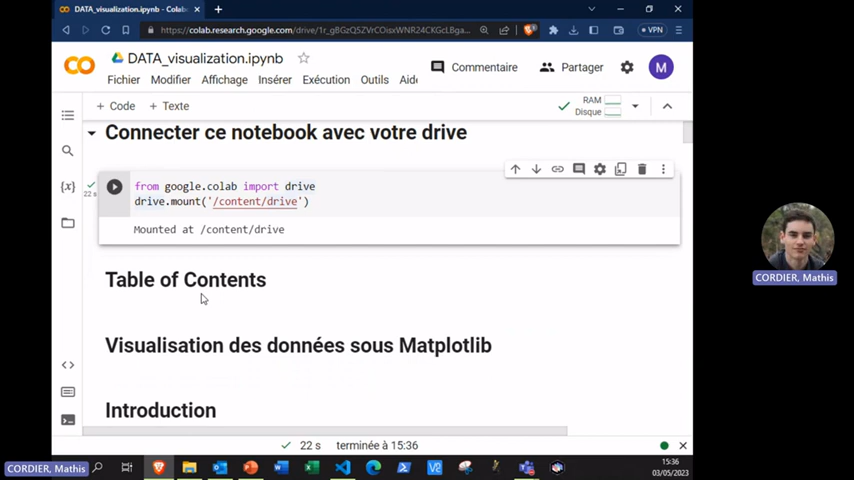 DATA_visualization.ipynb - Colab
https://colab.research.google.com/drive/1r_g8GzQ5ZVrCOisxWNR24CKGcLBga...
VPN
DATA_visualization.ipynb
Fichier Modifier Affichage Insérer Exécution Outils Aide
Commentaire
Partager
M
+ Code + Texte
RAM
Disque
Connecter ce notebook avec votre drive
22 s
from google.colab import drive
drive.mount('/content/drive')
Mounted at /content/drive
Table of Contents
Visualisation des données sous Matplotlib
Introduction
22 s terminée à 15:36
CORDIER, Mathis
CORDIER, Mathis
15:36
03/05/2023